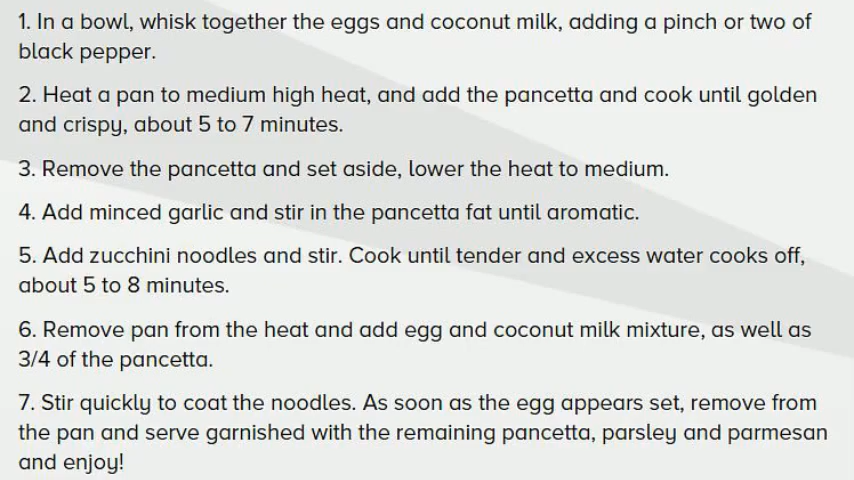 1. In a bowl, whisk together the eggs and coconut milk, adding a pinch or two of
black pepper.
2. Heat a pan to medium high heat, and add the pancetta and cook until golden
and crispy, about 5 to 7 minutes.
3. Remove the pancetta and set aside, lower the heat to medium.
4. Add minced garlic and stir in the pancetta fat until aromatic.
5. Add zucchini noodles and stir. Cook until tender and excess water cooks off,
about 5 to 8 minutes.
6. Remove pan from the heat and add egg and coconut milk mixture, as well as
3/4 of the pancetta.
7. Stir quickly to coat the noodles. As soon as the egg appears set, remove from
the pan and serve garnished with the remaining pancetta, parsley and parmesan
and enjoy!